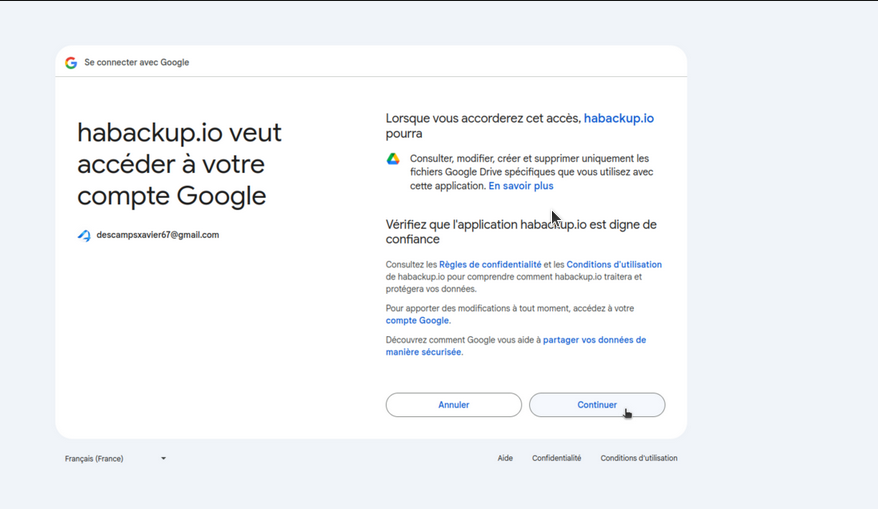 Se connecter avec Google
habackup.io veut
accéder à votre
compte Google
descampsxavier67@gmail.com
Lorsque vous accorderez cet accès, habackup.io
pourra
Consulter, modifier, créer et supprimer uniquement les
fichiers Google Drive spécifiques que vous utilisez avec
cette application. En savoir plus
Vérifiez que l'application habackup.io est digne de
confiance
Consultez les Règles de confidentialité et les Conditions d'utilisation
de habackup.io pour comprendre comment habackup.io traitera et
protégera vos données.
Pour apporter des modifications à tout moment, accédez à votre
compte Google.
Découvrez comment Google vous aide à partager vos données de
manière sécurisée.
Annuler
Continuer
Français (France)
Aide
Confidentialité
Conditions d'utilisation